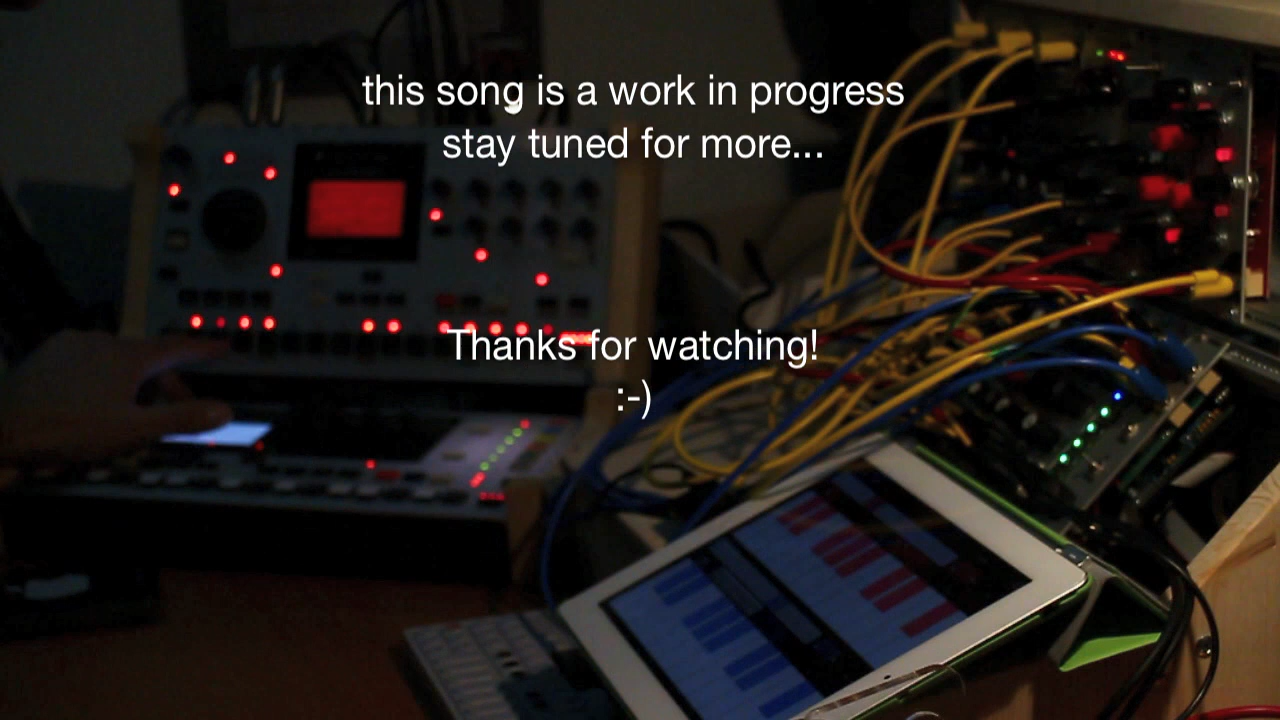 this song is a work in progress
stay tuned for more...
Thanks for watching!
:-)